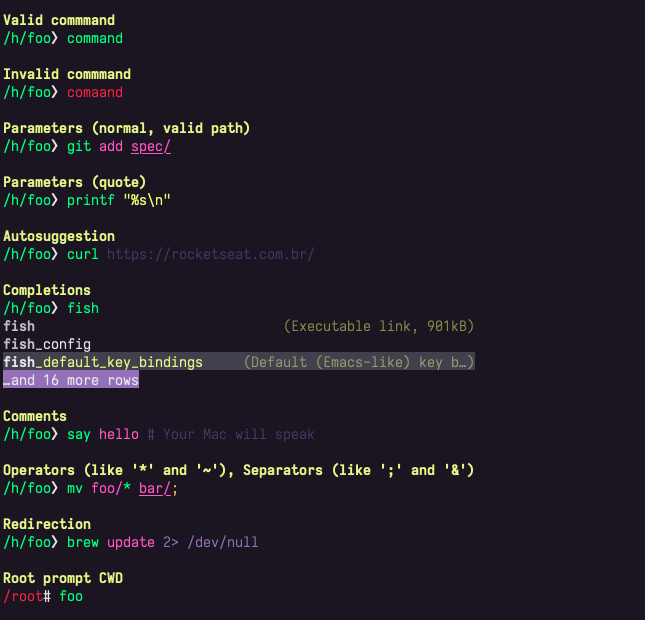 Valid commmand
/h/foo❯ command
Invalid commmand
/h/foo❯ comaand
Parameters (normal, valid path)
/h/foo❯ git add spec/
Parameters (quote)
/h/foo❯ printf "%s\n"
Autosuggestion
/h/foo❯ curl https://rocketseat.com.br/
Completions
/h/foo❯ fish
fish (Executable link, 901kB)
fish_config
fish_default_key_bindings (Default (Emacs-like) key b…)
…and 16 more rows
Comments
/h/foo❯ say hello # Your Mac will speak
Operators (like '*' and '~'), Separators (like ';' and '&')
/h/foo❯ mv foo/* bar/;
Redirection
/h/foo❯ brew update 2> /dev/null
Root prompt CWD
/root# foo